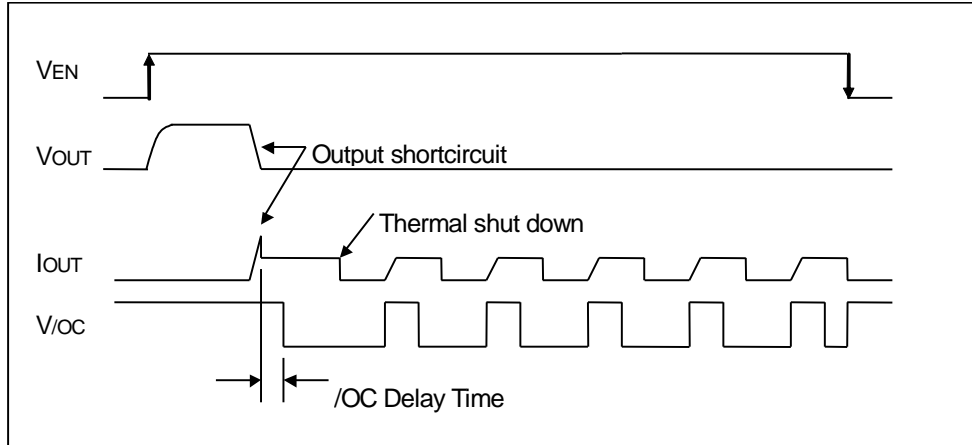 VEN
VOUT
Output shortcircuit
Thermal shut down
IOUT
V/OC
/OC Delay Time